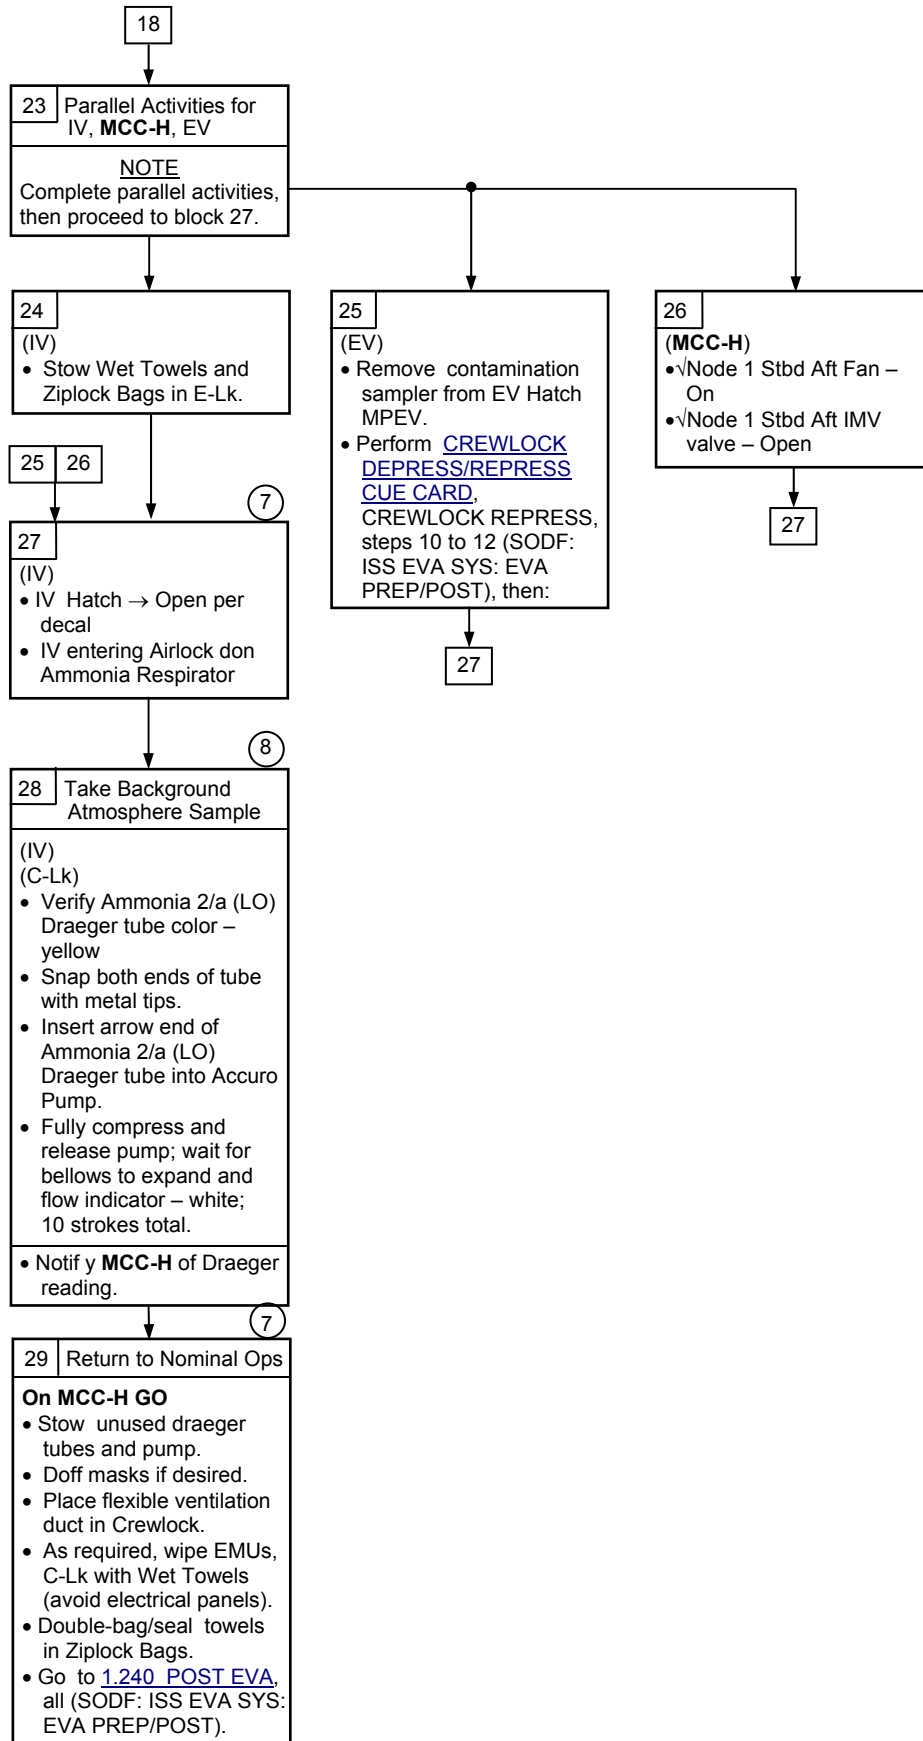 18
23 Parallel Activities for
IV, MCC-H, EV
NOTE
Complete parallel activities,
then proceed to block 27.
24
(IV)
• Stow Wet Towels and
Ziplock Bags in E-Lk.
25
(EV)
• Remove contamination
sampler from EV Hatch
MPEV.
• Perform CREWLOCK
DEPRESS/REPRESS
CUE CARD,
CREWLOCK REPRESS,
steps 10 to 12 (SODF:
ISS EVA SYS: EVA
PREP/POST), then:
27
26
(MCC-H)
•√Node 1 Stbd Aft Fan –
On
•√Node 1 Stbd Aft IMV
valve – Open
27
25 26
7
27
(IV)
• IV Hatch → Open per
decal
• IV entering Airlock don
Ammonia Respirator
8
28 Take Background
Atmosphere Sample
(IV)
(C-Lk)
• Verify Ammonia 2/a (LO)
Draeger tube color –
yellow
• Snap both ends of tube
with metal tips.
• Insert arrow end of
Ammonia 2/a (LO)
Draeger tube into Accuro
Pump.
• Fully compress and
release pump; wait for
bellows to expand and
flow indicator – white;
10 strokes total.
• Notif y MCC-H of Draeger
reading.
7
29 Return to Nominal Ops
On MCC-H GO
• Stow unused draeger
tubes and pump.
• Doff masks if desired.
• Place flexible ventilation
duct in Crewlock.
• As required, wipe EMUs,
C-Lk with Wet Towels
(avoid electrical panels).
• Double-bag/seal towels
in Ziplock Bags.
• Go to 1.240 POST EVA,
all (SODF: ISS EVA SYS:
EVA PREP/POST).